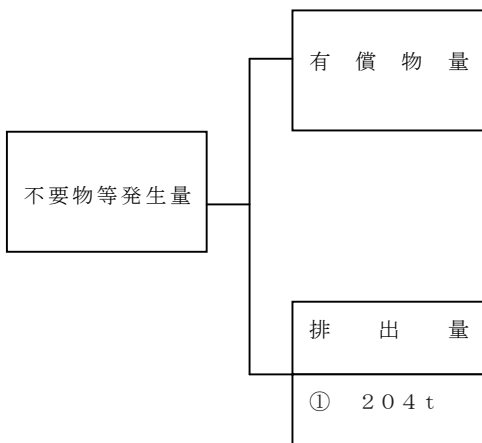 有償物量
不要物等発生量
排出量
① ２０４ｔ